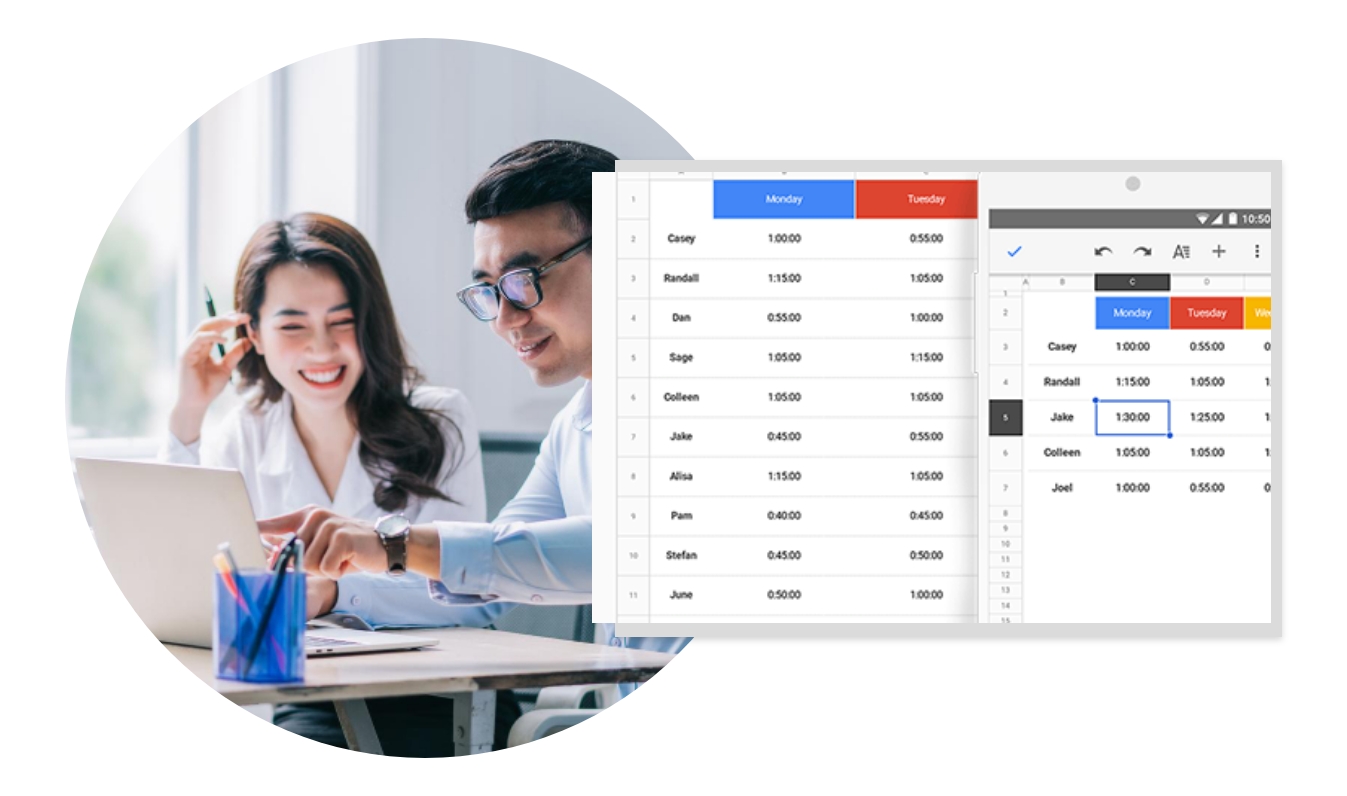 Monday Tuesday
1
2 Casey 1:00:00 0:55:00
3 Randall 1:15:00 1:05:00
4 Dan 0:55:00 1:00:00
5 Sage 1:05:00 1:15:00
6 Colleen 1:05:00 1:05:00
7 Jake 0:45:00 0:55:00
8 Alisa 1:15:00 1:05:00
9 Pam 0:40:00 0:45:00
10 Stefan 0:45:00 0:50:00
11 June 0:50:00 1:00:00
10:50
A
A B C D
1
2 Monday Tuesday We
3 Casey 1:00:00 0:55:00 0
4 Randall 1:15:00 1:05:00 1:
5 Jake 1:30:00 1:25:00 1:
6 Colleen 1:05:00 1:05:00 1:
7 Joel 1:00:00 0:55:00 0
8
9
10
11
12
13
14
15